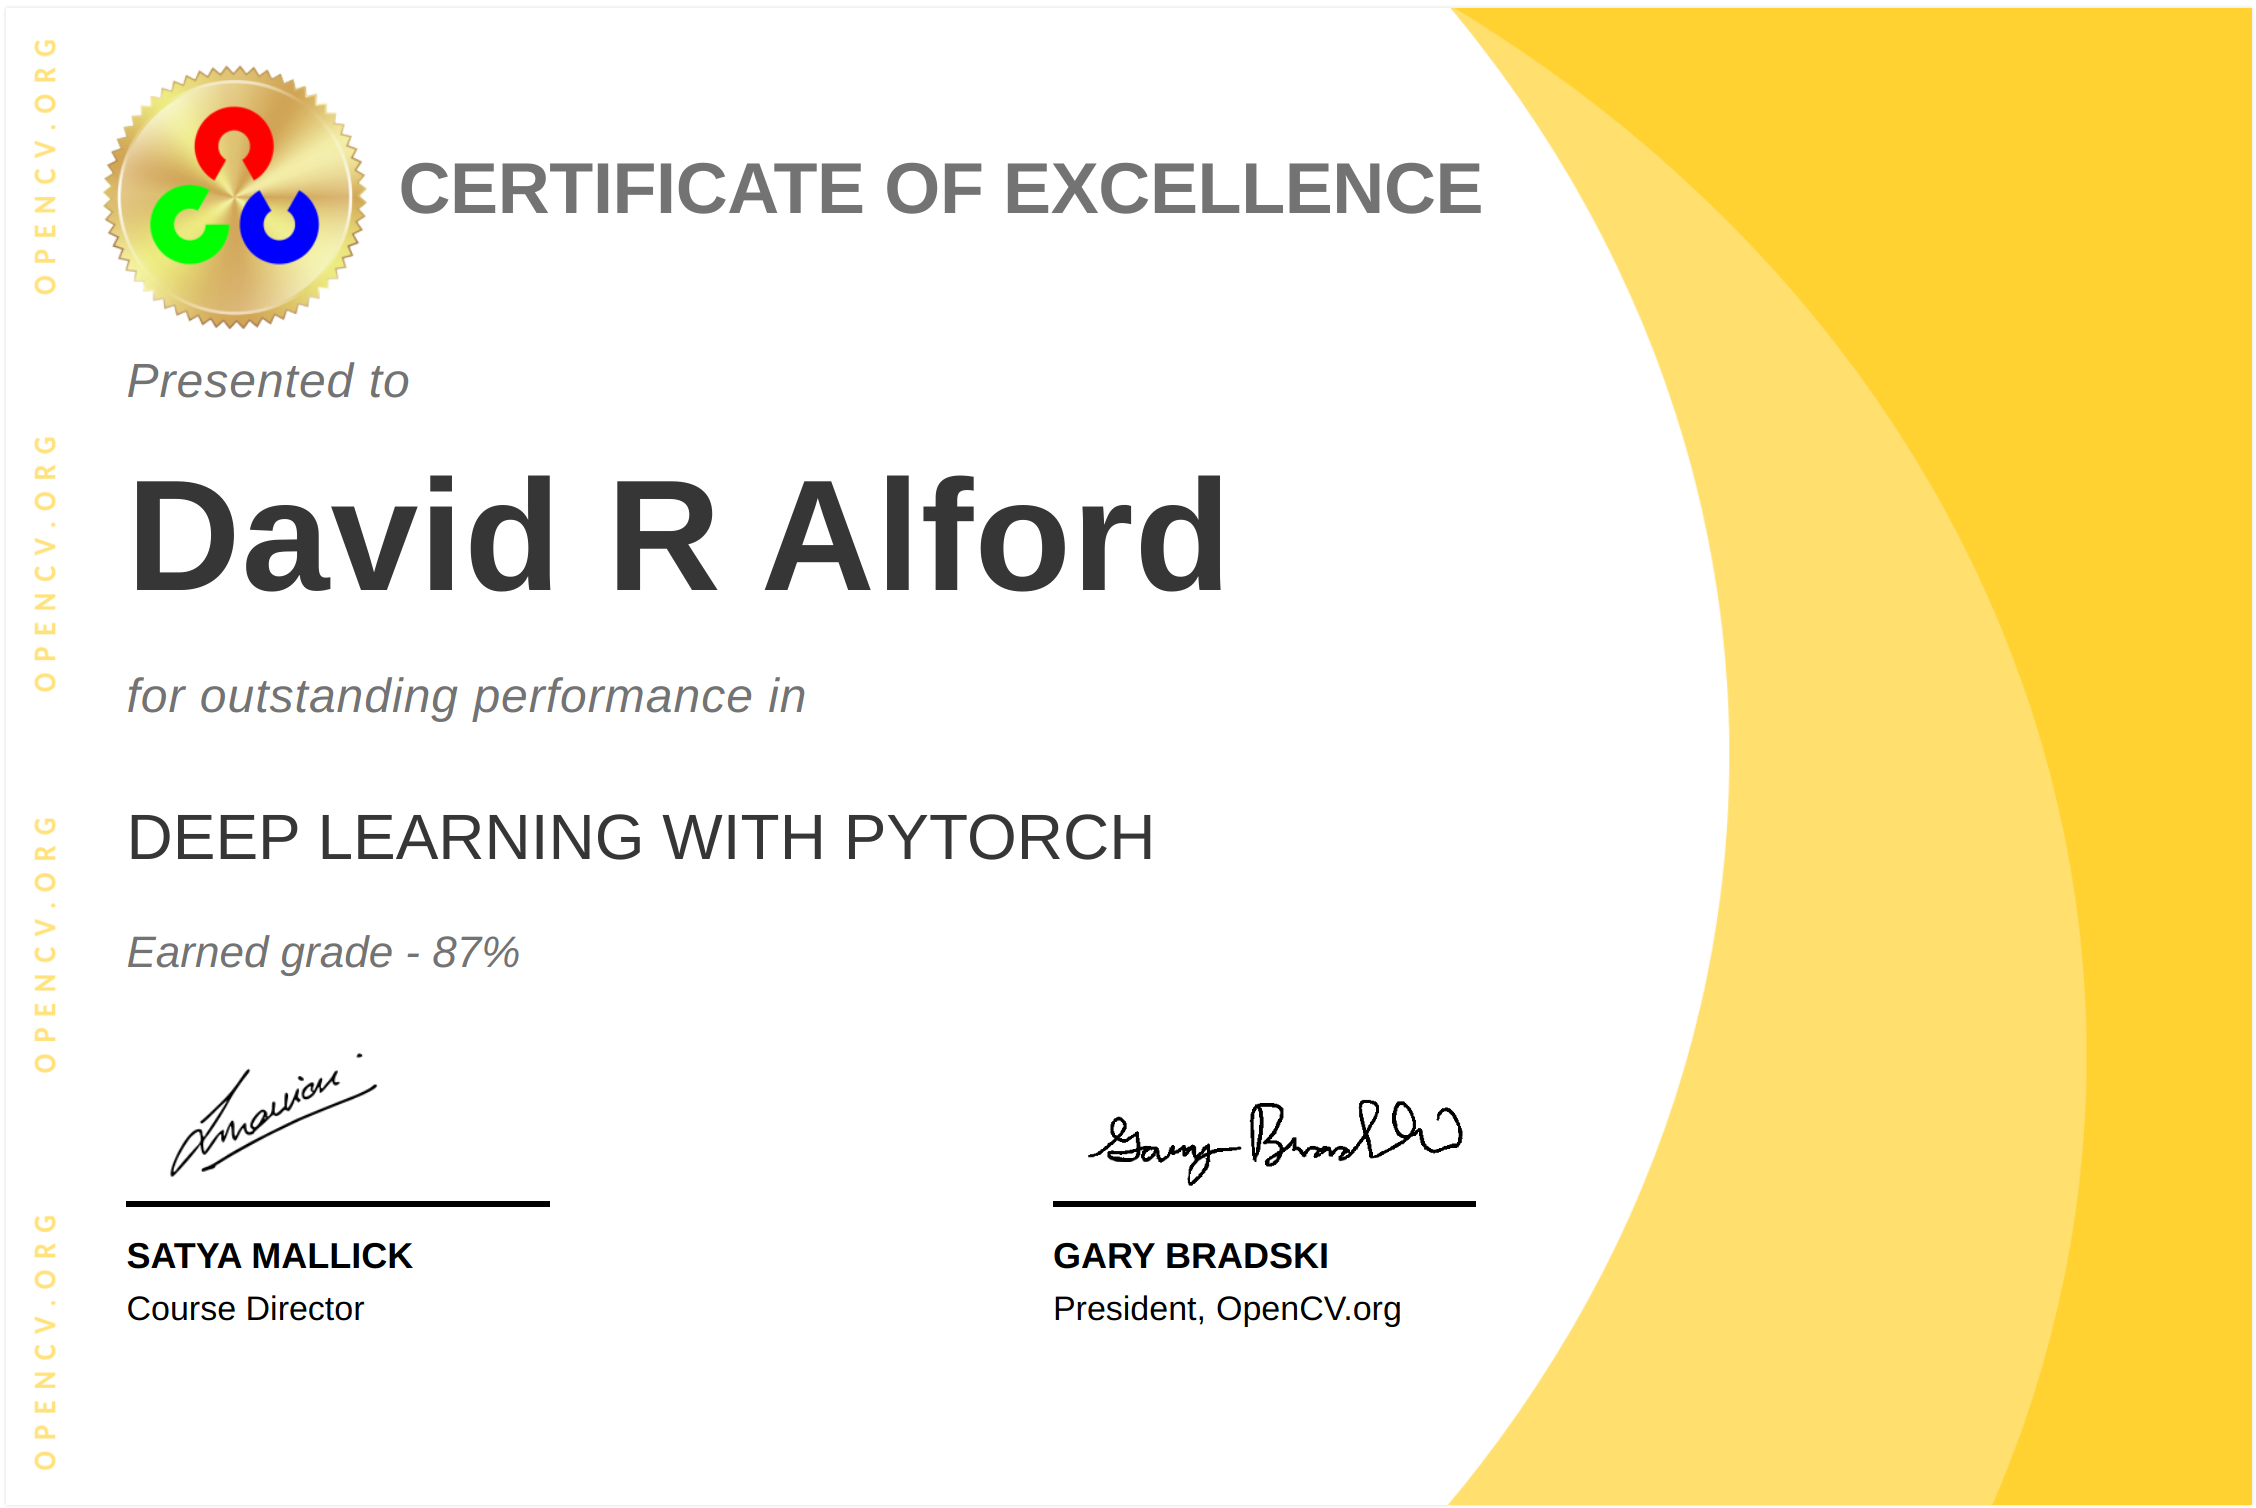 CERTIFICATE OF EXCELLENCE
Presented to
David R Alford
for outstanding performance in
DEEP LEARNING WITH PYTORCH
Earned grade - 87%
Gary Bradski
SATYA MALLICK
Course Director
GARY BRADSKI
President, OpenCV.org
OPENCV.ORG
OPENCV.ORG
OPENCV.ORG
OPENCV.ORG